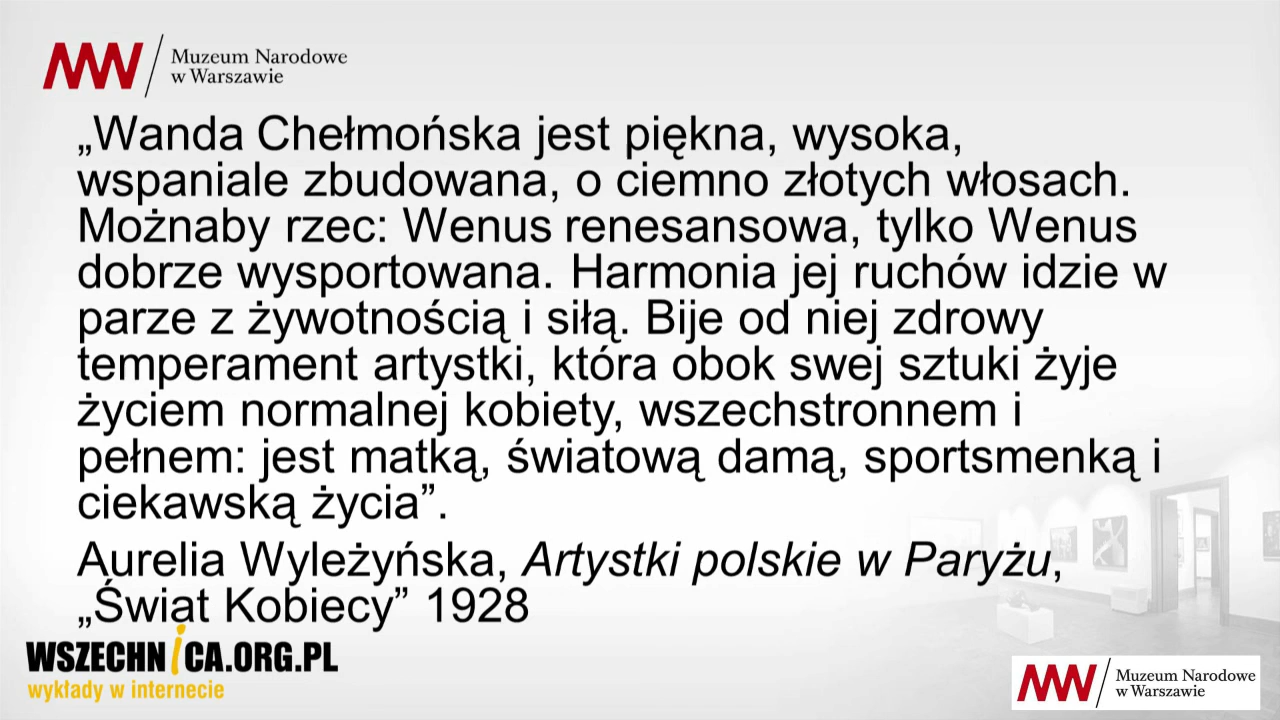 Muzeum Narodowe
w Warszawie
„Wanda Chełmońska jest piękna, wysoka,
wspaniale zbudowana, o ciemno złotych włosach.
Możnaby rzec: Wenus renesansowa, tylko Wenus
dobrze wysportowana. Harmonia jej ruchów idzie w
parze z żywotnością i siłą. Bije od niej zdrowy
temperament artystki, która obok swej sztuki żyje
życiem normalnej kobiety, wszechstronnem i
pełnem: jest matką, światową damą, sportsmenką i
ciekawską życia”.
Aurelia Wyleżyńska, Artystki polskie w Paryżu,
„Świat Kobiecy” 1928
WSZECHNiCA.ORG.PL
wykłady w internecie
Muzeum Narodowe
w Warszawie